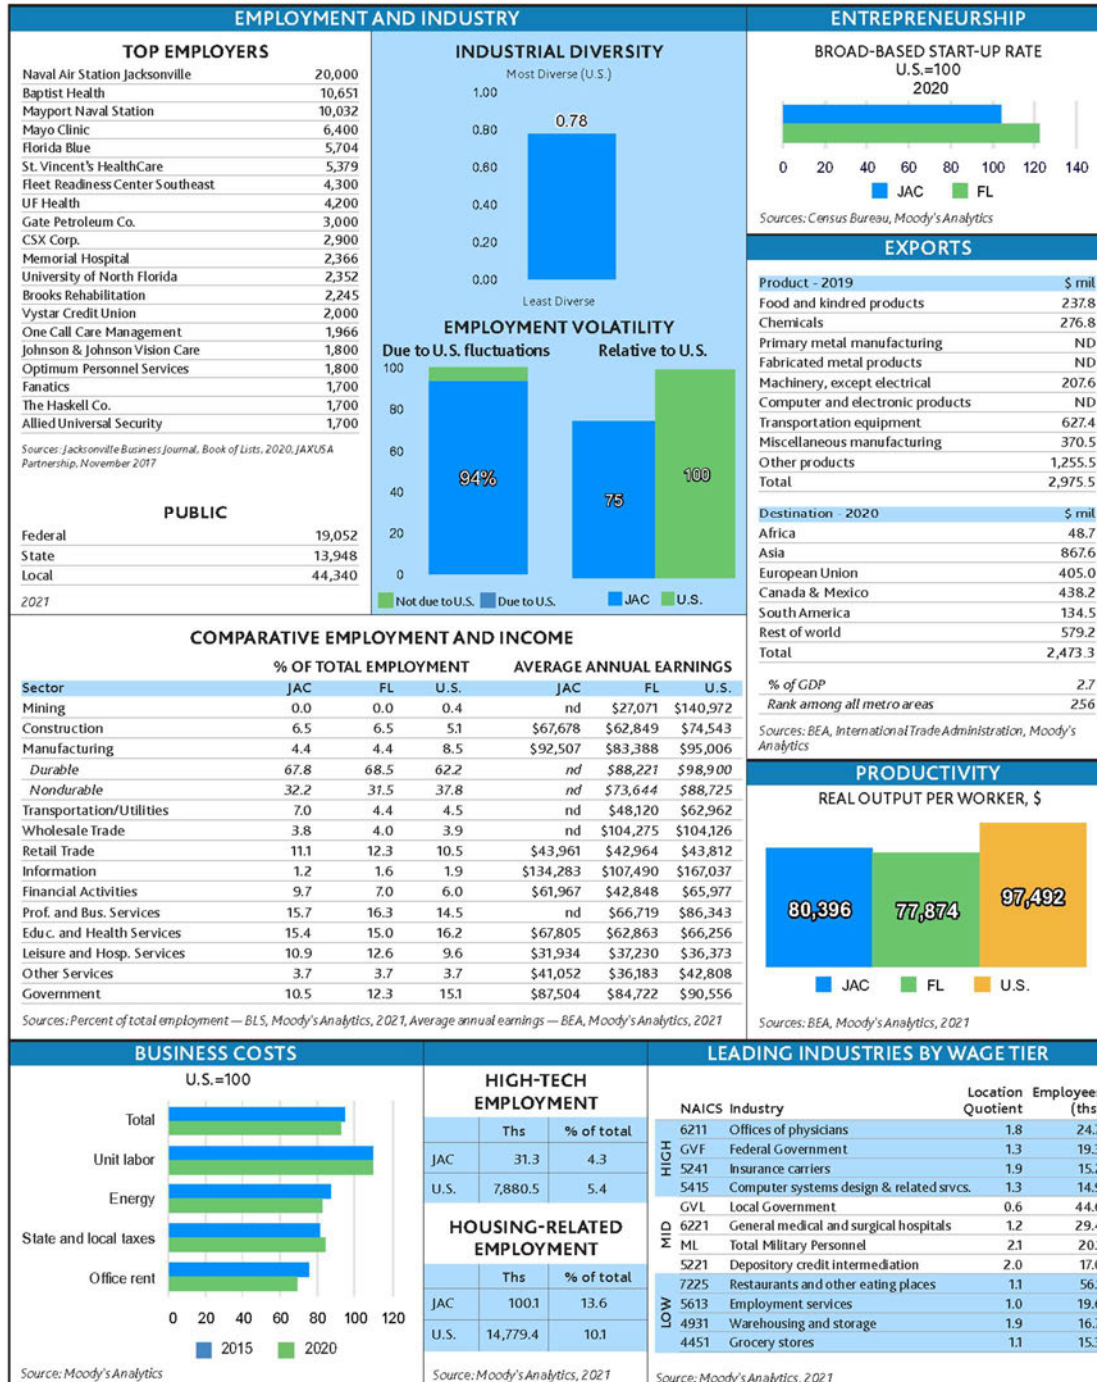 EMPLOYMENT AND INDUSTRY
TOP EMPLOYERS
Naval Air Station Jacksonville 20,000
Baptist Health 10,651
Mayport Naval Station 10,032
Mayo Clinic 6,400
Florida Blue 5,704
St. Vincent's HealthCare 5,379
Fleet Readiness Center Southeast 4,300
UF Health 4,200
Gate Petroleum Co. 3,000
CSX Corp. 2,900
Memorial Hospital 2,366
University of North Florida 2,352
Brooks Rehabilitation 2,245
Vystar Credit Union 2,000
One Call Care Management 1,966
Johnson & Johnson Vision Care 1,800
Optimum Personnel Services 1,800
Fanatics 1,700
The Haskell Co. 1,700
Allied Universal Security 1,700
Sources: Jacksonville Business Journal, Book of Lists, 2020, JAXUSA
Partnership, November 2017
PUBLIC
Federal 19,052
State 13,948
Local 44,340
2021
INDUSTRIAL DIVERSITY
Most Diverse (U.S.)
1.00
0.80
0.60
0.40
0.20
0.00
0.78
Least Diverse
EMPLOYMENT VOLATILITY
Due to U.S. fluctuations Relative to U.S.
100
80
60
40
20
0
94%
75
100
Not due to U.S. Due to U.S. JAC U.S.
ENTREPRENEURSHIP
BROAD-BASED START-UP RATE
U.S.=100
2020
0 20 40 60 80 100 120 140
JAC FL
Sources: Census Bureau, Moody's Analytics
EXPORTS
Product - 2019 $ mil
Food and kindred products 237.8
Chemicals 276.8
Primary metal manufacturing ND
Fabricated metal products ND
Machinery, except electrical 207.6
Computer and electronic products ND
Transportation equipment 627.4
Miscellaneous manufacturing 370.5
Other products 1,255.5
Total 2,975.5
Destination - 2020 $ mil
Africa 48.7
Asia 867.6
European Union 405.0
Canada & Mexico 438.2
South America 134.5
Rest of world 579.2
Total 2,473.3
% of GDP 2.7
Rank among all metro areas 256
Sources: BEA, International Trade Administration, Moody's
Analytics
COMPARATIVE EMPLOYMENT AND INCOME
% OF TOTAL EMPLOYMENT AVERAGE ANNUAL EARNINGS
Sector JAC FL U.S. JAC FL U.S.
Mining 0.0 0.0 0.4 nd $27,071 $140,972
Construction 6.5 6.5 5.1 $67,678 $62,849 $74,543
Manufacturing 4.4 4.4 8.5 $92,507 $83,388 $95,006
Durable 67.8 68.5 62.2 nd $88,221 $98,900
Nondurable 32.2 31.5 37.8 nd $73,644 $88,725
Transportation/Utilities 7.0 4.4 4.5 nd $48,120 $62,962
Wholesale Trade 3.8 4.0 3.9 nd $104,275 $104,126
Retail Trade 11.1 12.3 10.5 $43,961 $42,964 $43,812
Information 1.2 1.6 1.9 $134,283 $107,490 $167,037
Financial Activities 9.7 7.0 6.0 $61,967 $42,848 $65,977
Prof. and Bus. Services 15.7 16.3 14.5 nd $66,719 $86,343
Educ. and Health Services 15.4 15.0 16.2 $67,805 $62,863 $66,256
Leisure and Hosp. Services 10.9 12.6 9.6 $31,934 $37,230 $36,373
Other Services 3.7 3.7 3.7 $41,052 $36,183 $42,808
Government 10.5 12.3 15.1 $87,504 $84,722 $90,556
Sources: Percent of total employment — BLS, Moody's Analytics, 2021, Average annual earnings — BEA, Moody's Analytics, 2021
PRODUCTIVITY
REAL OUTPUT PER WORKER, $
80,396 77,874 97,492
JAC FL U.S.
Sources: BEA, Moody's Analytics, 2021
BUSINESS COSTS
U.S.=100
Total
Unit labor
Energy
State and local taxes
Office rent
0 20 40 60 80 100 120
2015 2020
Source: Moody's Analytics
HIGH-TECH
EMPLOYMENT
Ths % of total
JAC 31.3 4.3
U.S. 7,880.5 5.4
HOUSING-RELATED
EMPLOYMENT
Ths % of total
JAC 100.1 13.6
U.S. 14,779.4 10.1
Source: Moody's Analytics, 2021
LEADING INDUSTRIES BY WAGE TIER
Location Employees
NAICS Industry Quotient (ths
HIGH
6211 Offices of physicians 1.8 24.
GVF Federal Government 1.3 19.
5241 Insurance carriers 1.9 15.
5415 Computer systems design & related srvcs. 1.3 14.
MID
GVL Local Government 0.6 44.
6221 General medical and surgical hospitals 1.2 29.
ML Total Military Personnel 2.1 20.
5221 Depository credit intermediation 2.0 17.
LOW
7225 Restaurants and other eating places 1.1 56.
5613 Employment services 1.0 19.
4931 Warehousing and storage 1.9 16.
4451 Grocery stores 1.1 15.
Source: Moody's Analytics, 2021